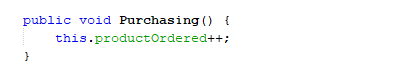 public void Purchasing() {
    this.productOrdered++;
}